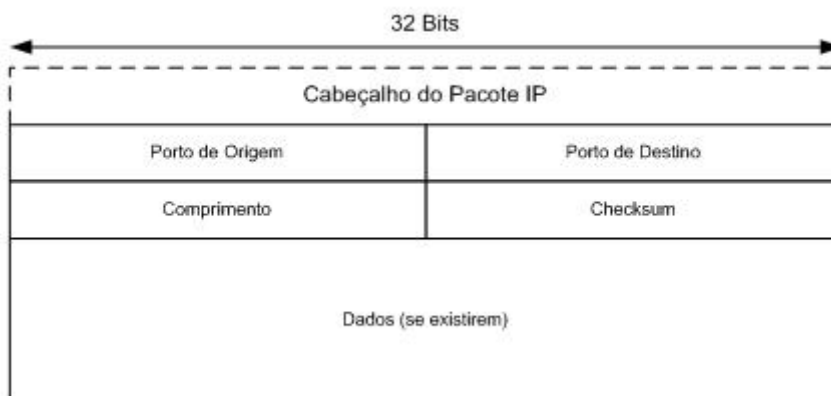 32 Bits
Cabeçalho do Pacote IP
Porto de Origem
Porto de Destino
Comprimento
Checksum
Dados (se existirem)